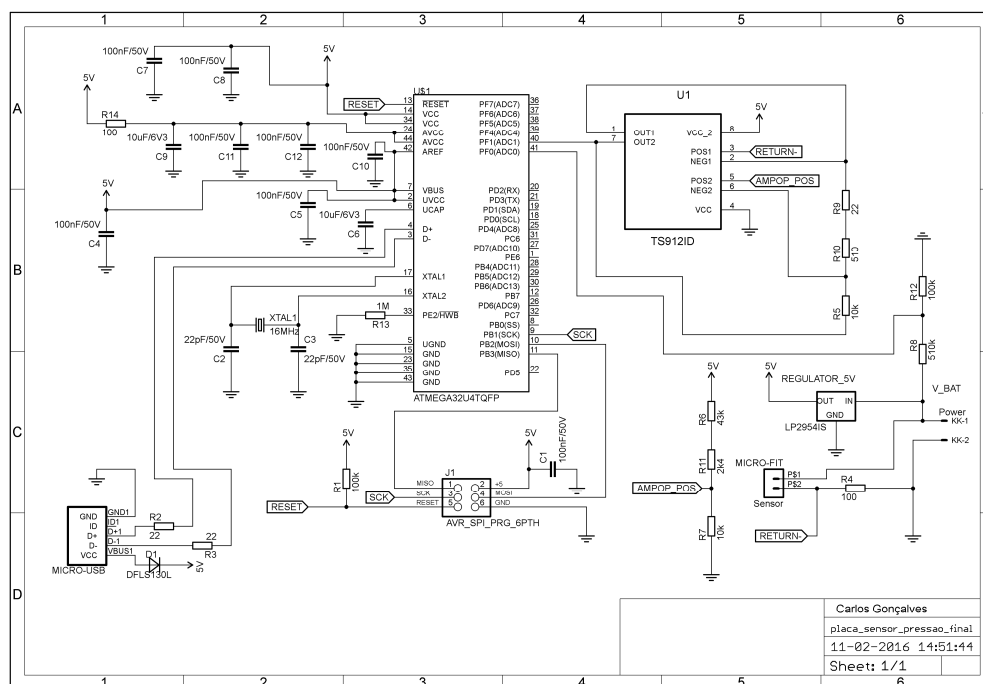 1 2 3 4 5 6
A
B
C
D
100nF/50V
C7
100nF/50V
C8
5V
5V
R14
100
10uF/6V3
C9
100nF/50V
C11
100nF/50V
C12
100nF/50V
C10
5V
100nF/50V
C4
100nF/50V
C5
10uF/6V3
C6
RESET
U$1
13 RESET
14 VCC
34 VCC
24 AVCC
44 AVCC
42 AREF
7 VBUS
2 UVCC
6 UCAP
4 D+
3 D-
17 XTAL1
16 XTAL2
33 PE2/HWB
5 UGND
15 GND
23 GND
35 GND
43 GND
PF7(ADC7) 36
PF6(ADC6) 37
PF5(ADC5) 38
PF4(ADC4) 39
PF1(ADC1) 40
PF0(ADC0) 41
PD2(RX) 20
PD3(TX) 21
PD1(SDA) 19
PD0(SCL) 18
PD4(ADC8) 25
PC6 31
PD7(ADC10) 27
PE6 1
PB4(ADC11) 28
PB5(ADC12) 29
PB6(ADC13) 30
PB7 12
PD6(ADC9) 26
PC7 32
PB0(SS) 8
PB1(SCK) 9
PB2(MOSI) 10
PB3(MISO) 11
PD5 22
ATMEGA32U4TQFP
SCK
XTAL1
16MHz
22pF/50V
C2
C3
22pF/50V
1M
R13
U1
1 OUT1
7 OUT2
VCC_2 8
POS1 3
NEG1 2
POS2 5
NEG2 6
VCC 4
TS912ID
5V
RETURN-
AMPOP_POS
R9
22
R10
510
R5
10k
R12
100k
R8
510k
5V
R6
43k
R11
2k4
AMPOP_POS
R7
10k
5V
REGULATOR_5V
OUT IN
GND
LP2954IS
V_BAT
Power
KK-1
KK-2
MICRO-FIT
P$1
P$2
Sensor
R4
100
RETURN-
5V
R1
100k
5V
C1
100nF/50V
J1
MISO 1 2 +5
SCK 3 4 MOSI
RESET 5 6 GND
AVR_SPI_PRG_6PTH
SCK
RESET
GND GND1
ID ID1
D+ D+1
D- D-1
VCC VBUS1
MICRO-USB
R2
22
22
R3
D1
DFLS130L
5V
Carlos Gonçalves
placa_sensor_pressao_final
11-02-2016 14:51:44
Sheet: 1/1
1 2 3 4 5 6